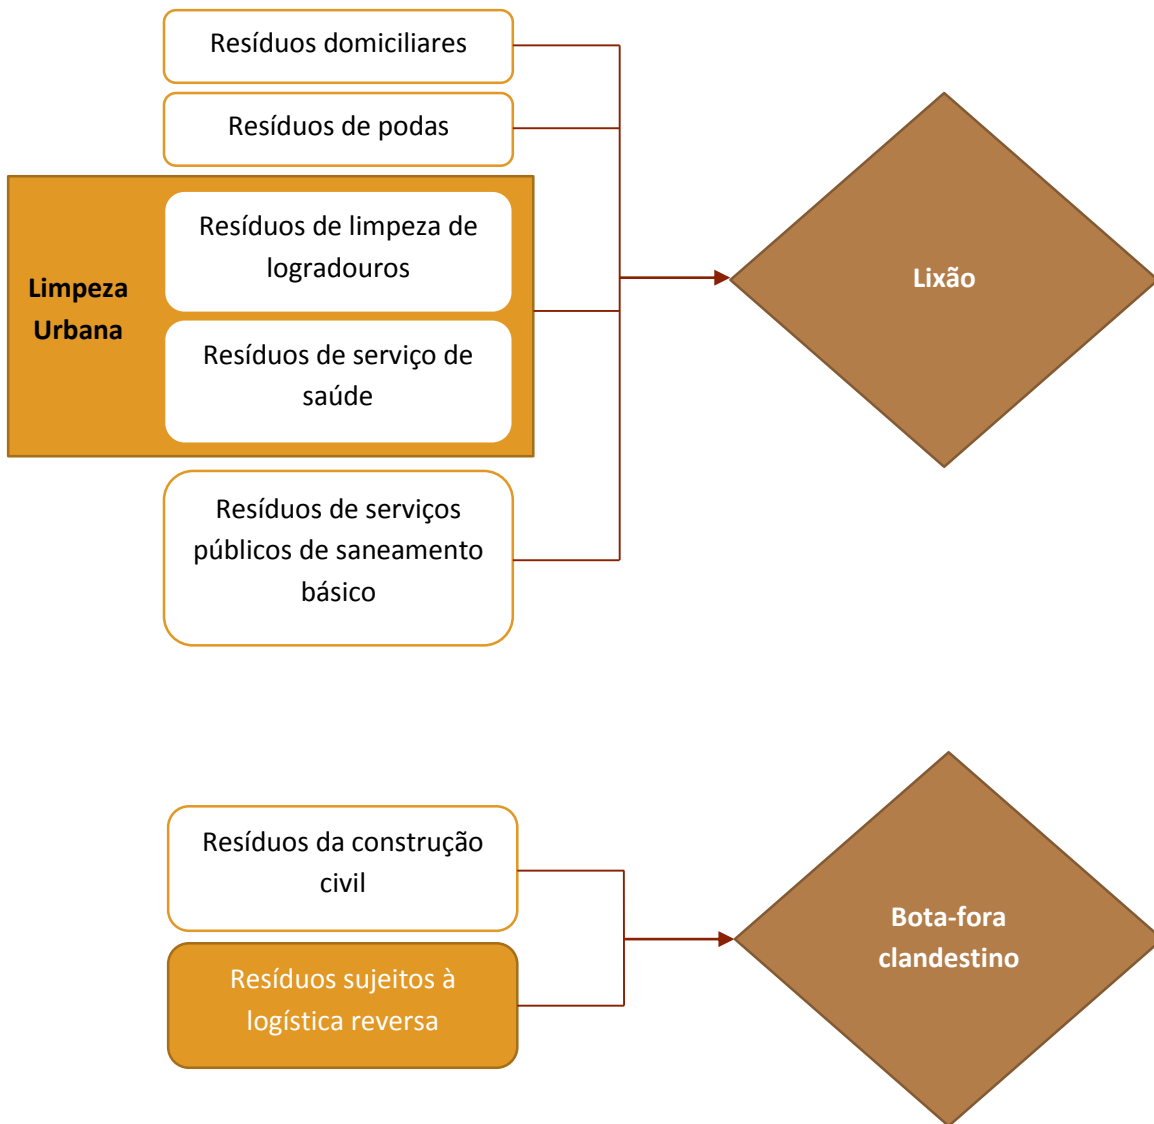 Resíduos domiciliares
Resíduos de podas
Limpeza
Urbana
Resíduos de limpeza de
logradouros
Resíduos de serviço de
saúde
Resíduos de serviços
públicos de saneamento
básico
Lixão
Resíduos da construção
civil
Resíduos sujeitos à
logística reversa
Bota-fora
clandestino